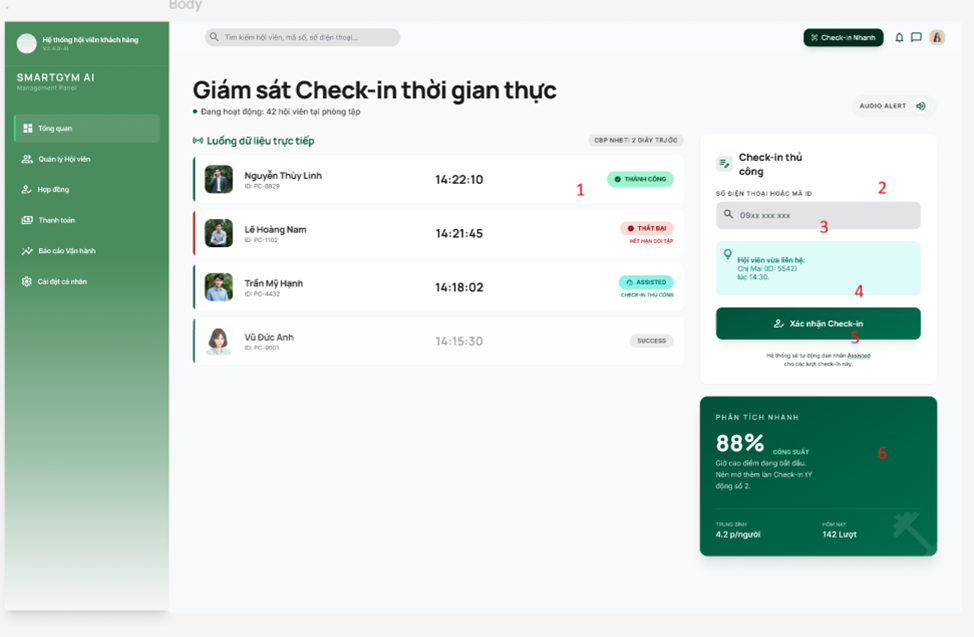 Body
Hệ thống hội viên khách hàng
V2.4.0-AI
SMARTGYM AI
Management Panel
Tổng quan
Quản lý Hội viên
Hợp đồng
Thanh toán
Báo cáo Vận hành
Cài đặt cá nhân
Tìm kiếm hội viên, mã số, số điện thoại...
Check-in Nhanh
Giám sát Check-in thời gian thực
Đang hoạt động: 42 hội viên tại phòng tập
AUDIO ALERT
Luồng dữ liệu trực tiếp
CẬP NHẬT: 2 GIÂY TRƯỚC
Nguyễn Thùy Linh
ID: PC-8829
14:22:10
THÀNH CÔNG
1
Lê Hoàng Nam
ID: PC-1102
14:21:45
THẤT BẠI
HẾT HẠN GÓI TẬP
Trần Mỹ Hạnh
ID: PC-4432
14:18:02
ASSISTED
CHECK-IN THỦ CÔNG
Vũ Đức Anh
ID: PC-9001
14:15:30
SUCCESS
Check-in thủ
công
SỐ ĐIỆN THOẠI HOẶC MÃ ID
2
09xx xxx xxx
3
Hội viên vừa liên hệ:
Chị Mai (ID: 5542)
lúc 14:30.
4
Xác nhận Check-in
5
Hệ thống sẽ tự động dán nhãn Assisted
cho các lượt check-in này.
PHÂN TÍCH NHANH
88% CÔNG SUẤT
6
Giờ cao điểm đang bắt đầu.
Nên mở thêm làn Check-in tự
động số 2.
TRUNG BÌNH
4.2 p/người
HÔM NAY
142 Lượt